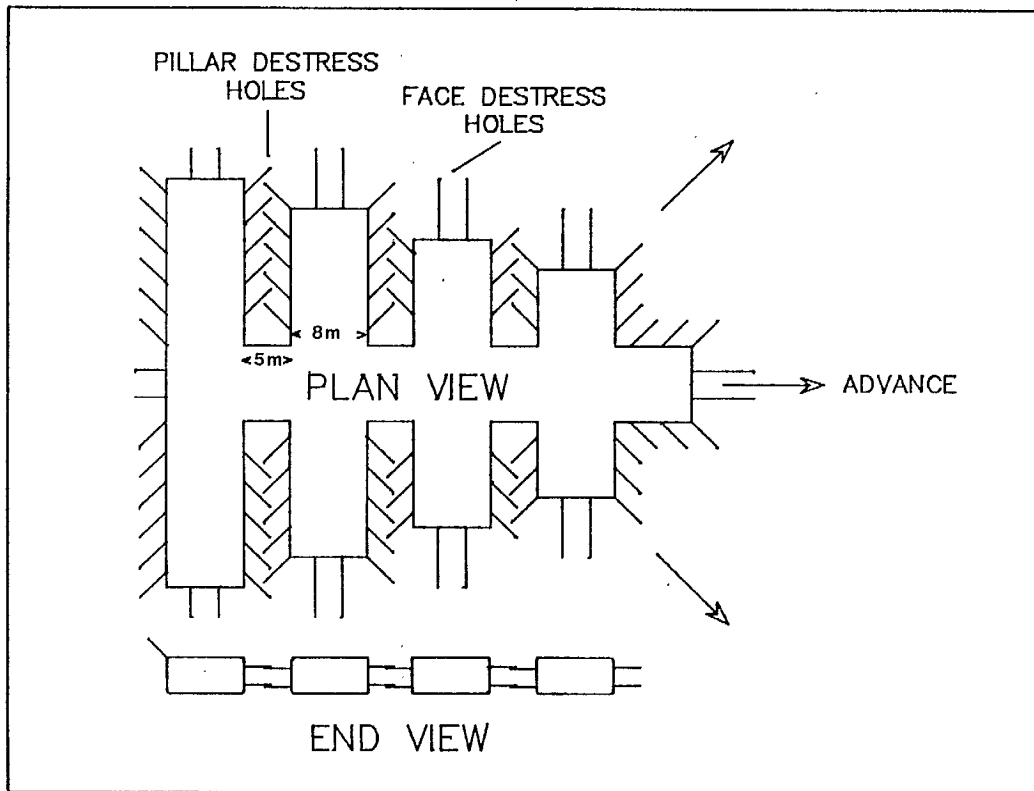 PILLAR DESTRESS
HOLES
FACE DESTRESS
HOLES
8m
5m
PLAN VIEW
ADVANCE
END VIEW